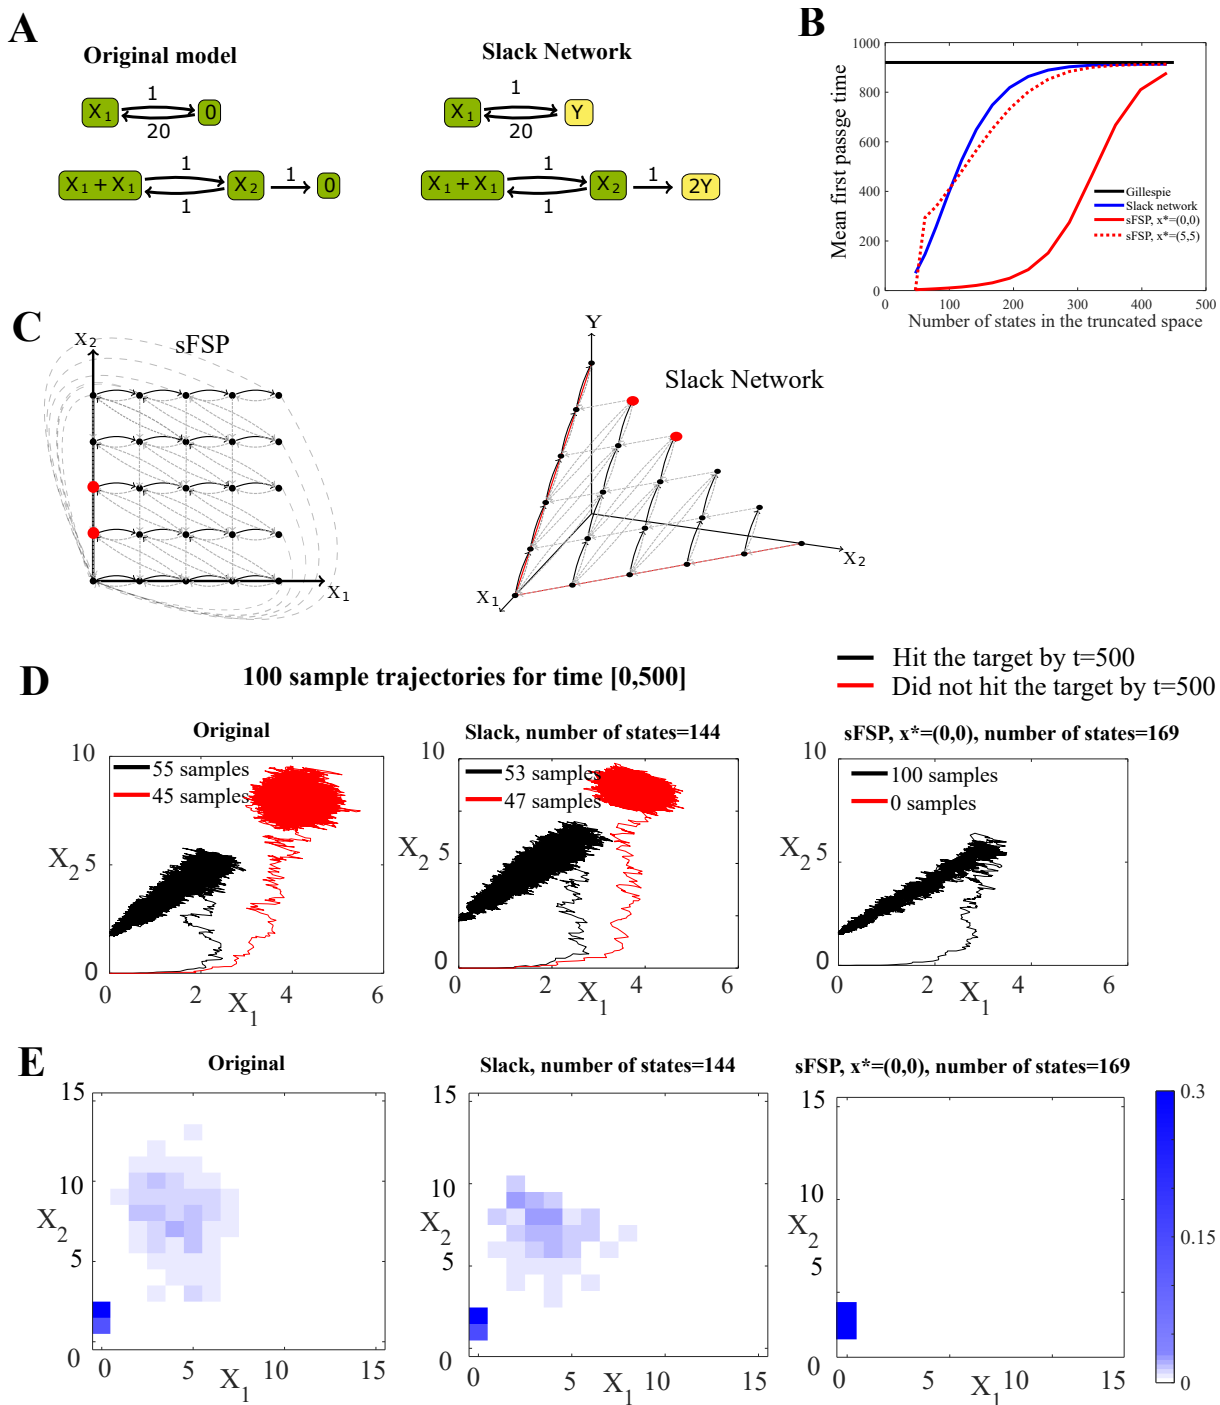 A
Original model
Slack Network
X1
1
20
0
X1
1
20
Y
X1 + X1
1
1
X2
1
0
X1 + X1
1
1
X2
1
2Y
B
1000
800
600
400
200
0
Mean first passge time
0
100
200
300
400
500
Number of states in the truncated space
Gillespie
Slack network
sFSP, x*=(0,0)
sFSP, x*=(5,5)
C
X2
sFSP
X1
Y
Slack Network
X1
X2
D
100 sample trajectories for time [0,500]
Hit the target by t=500
Did not hit the target by t=500
Original
10
55 samples
45 samples
X2
5
0
0
2
4
6
X1
Slack, number of states=144
10
53 samples
47 samples
X2
5
0
0
2
4
6
X1
sFSP, x*=(0,0), number of states=169
10
100 samples
0 samples
X2
5
0
0
2
4
6
X1
E
Original
15
10
X2
5
0
0
5
10
15
X1
Slack, number of states=144
15
10
X2
5
0
0
5
10
15
X1
sFSP, x*=(0,0), number of states=169
15
10
X2
5
0
0
5
10
15
X1
0.3
0.15
0